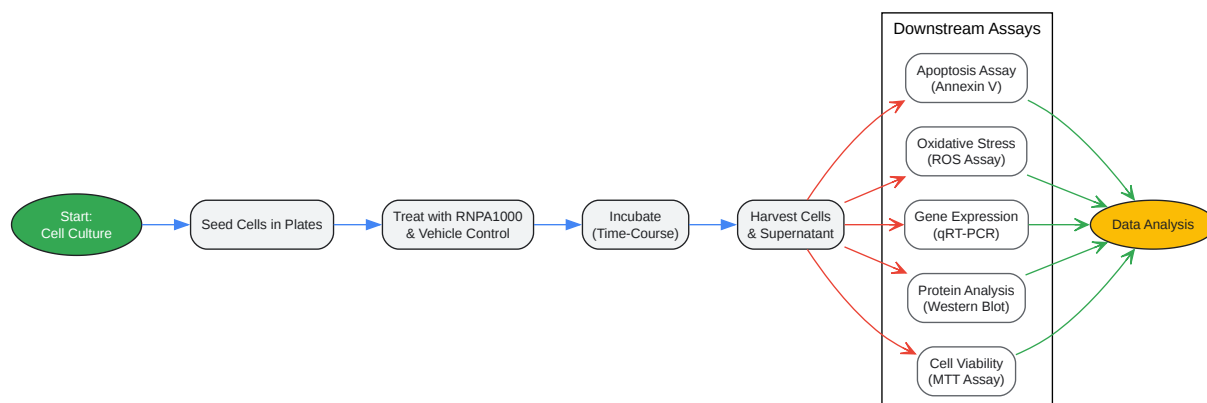 Start:
Cell Culture
Seed Cells in Plates
Treat with RNPA1000
& Vehicle Control
Incubate
(Time-Course)
Harvest Cells
& Supernatant
Downstream Assays
Apoptosis Assay
(Annexin V)
Oxidative Stress
(ROS Assay)
Gene Expression
(qRT-PCR)
Protein Analysis
(Western Blot)
Cell Viability
(MTT Assay)
Data Analysis